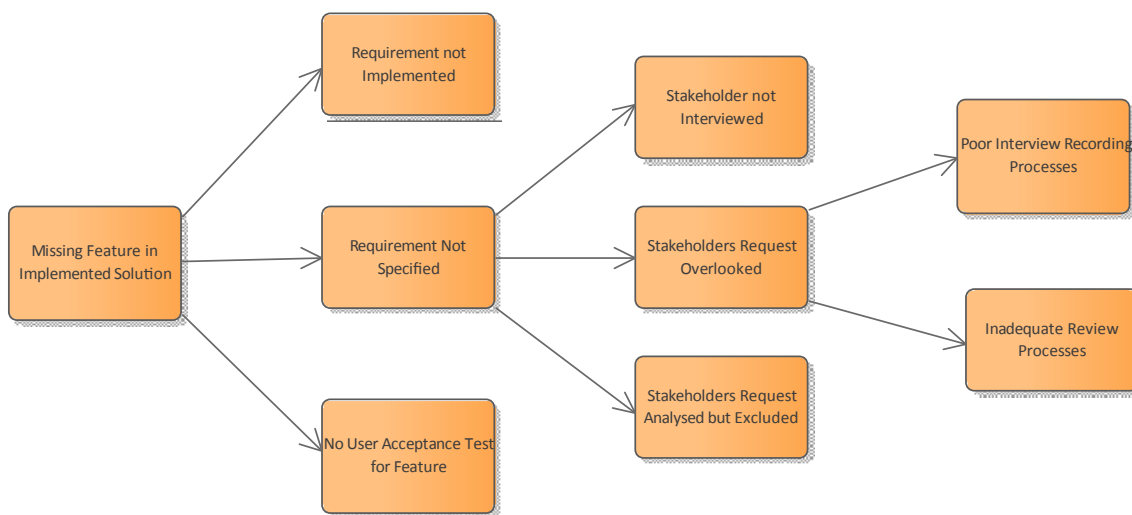 Requirement not
Implemented
Stakeholder not
Interviewed
Poor Interview Recording
Processes
Missing Feature in
Implemented Solution
Requirement Not
Specified
Stakeholders Request
Overlooked
Inadequate Review
Processes
Stakeholders Request
Analysed but Excluded
No User Acceptance Test
for Feature